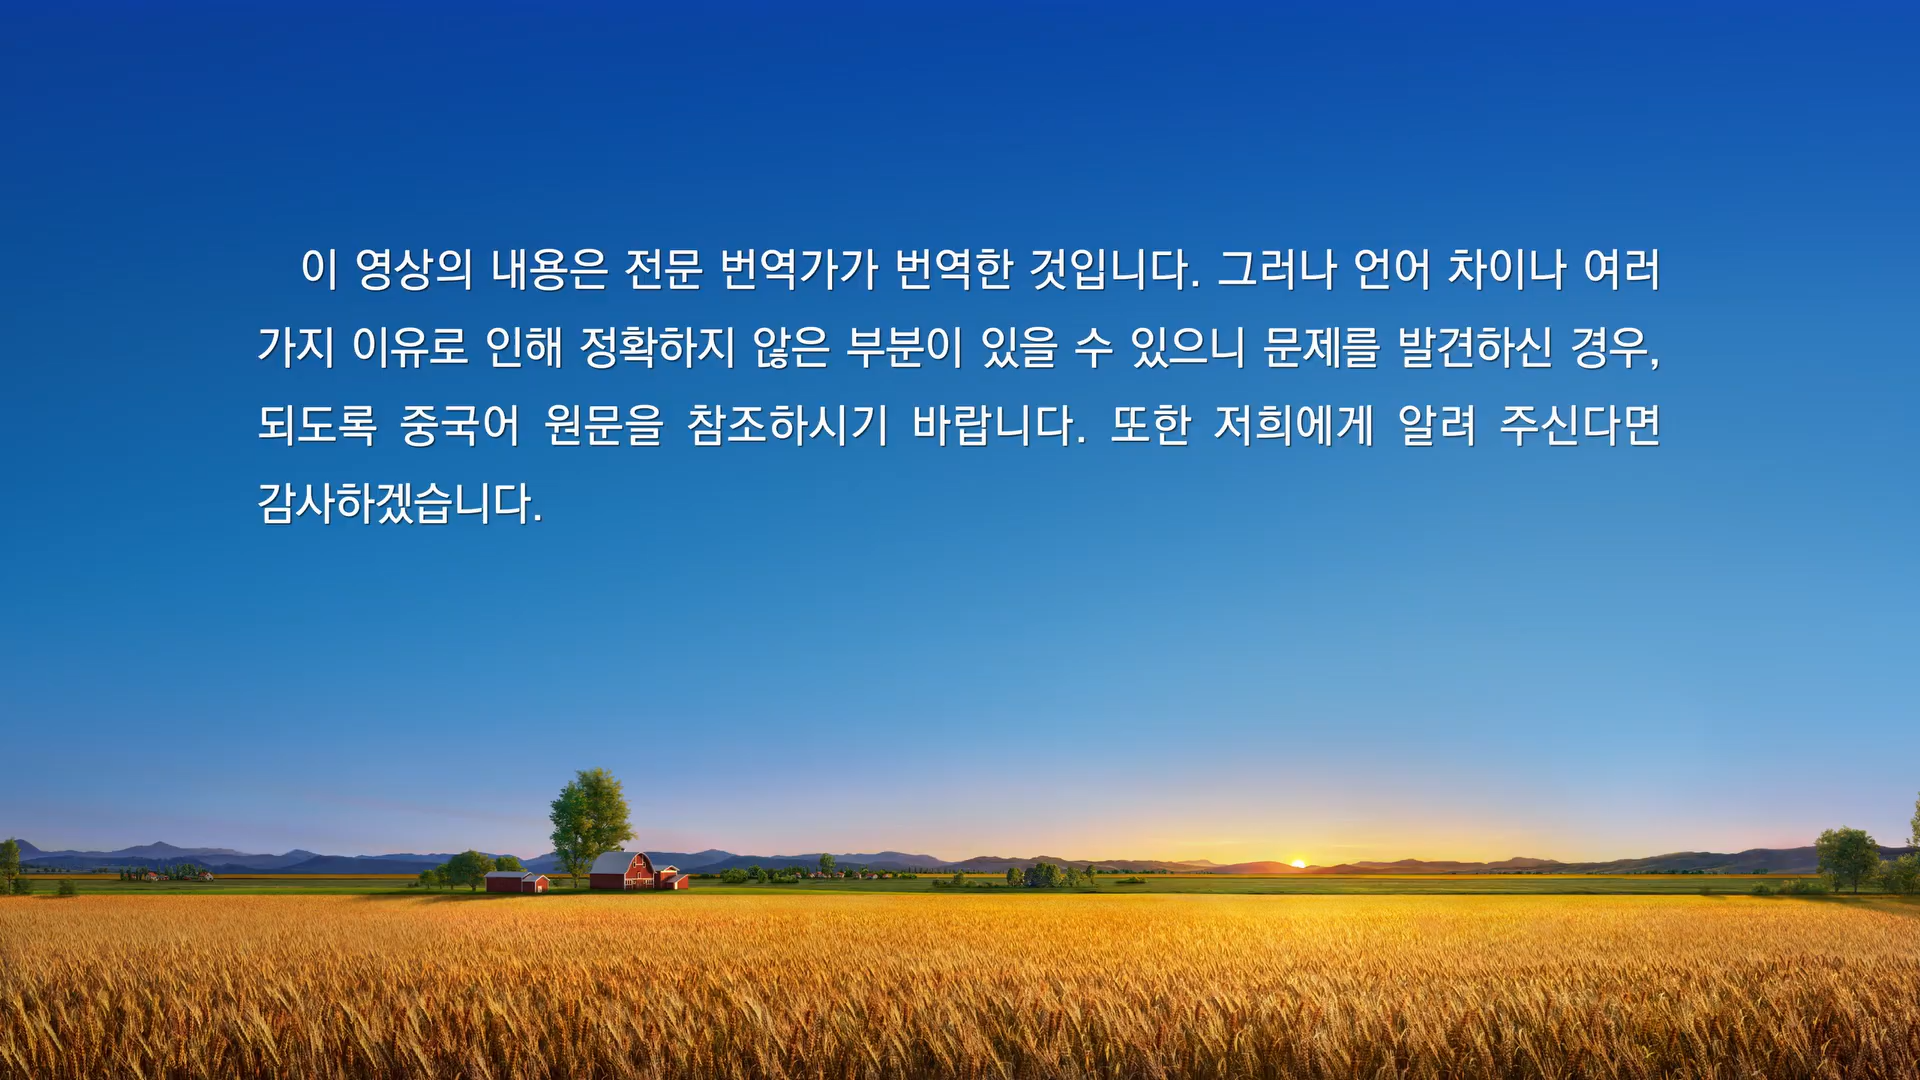 이 영상의 내용은 전문 번역가가 번역한 것입니다. 그러나 언어 차이나 여러
가지 이유로 인해 정확하지 않은 부분이 있을 수 있으니 문제를 발견하신 경우,
되도록 중국어 원문을 참조하시기 바랍니다. 또한 저희에게 알려 주신다면
감사하겠습니다.